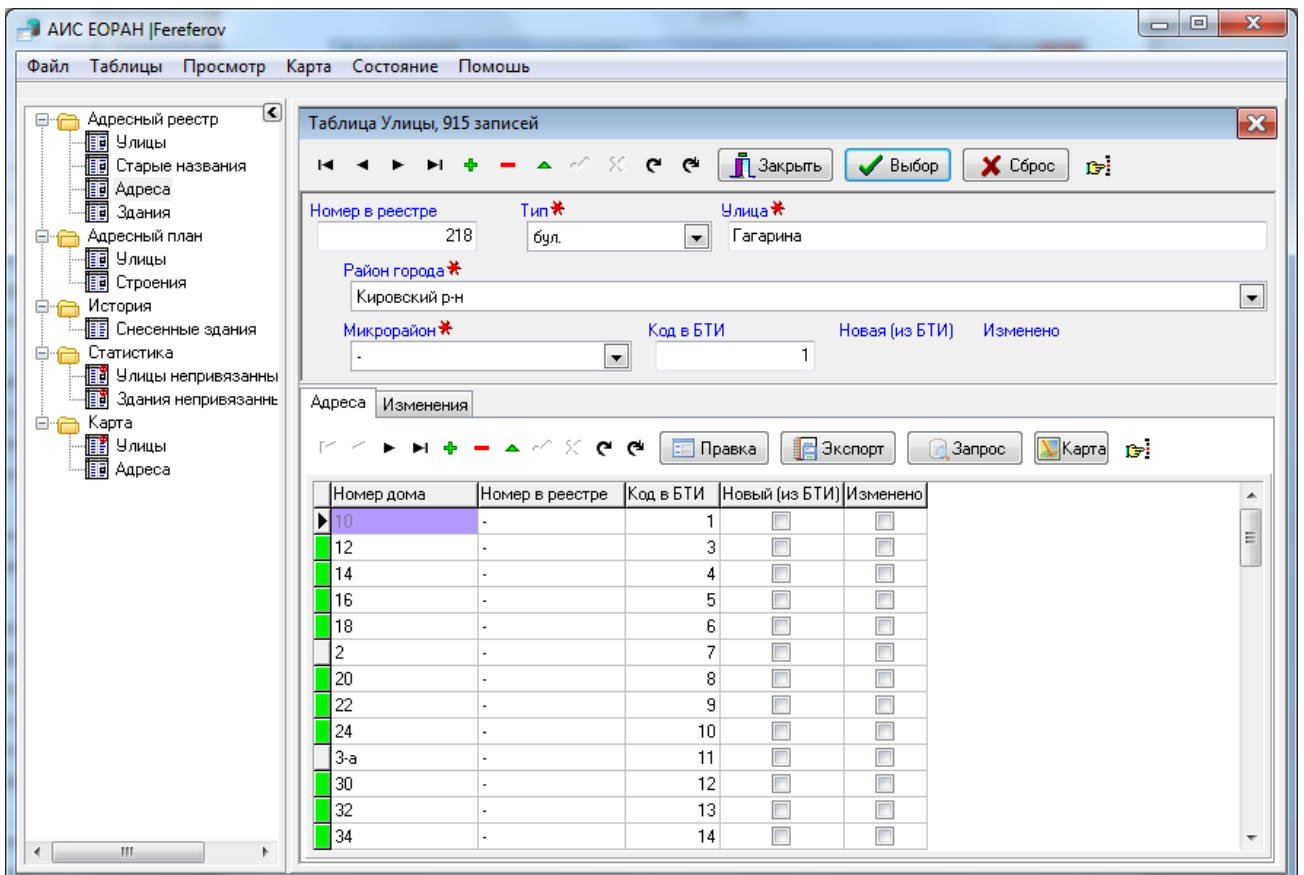 АИС ЕОРАН |Fereferov
Файл Таблицы Просмотр Карта Состояние Помошь
Адресный реестр
Улицы
Старые названия
Адреса
Здания
Адресный план
Улицы
Строения
История
Снесенные здания
Статистика
Улицы непривязанны
Здания непривязанны
Карта
Улицы
Адреса
Таблица Улицы, 915 записей
Закрыть Выбор Сброс
Номер в реестре Тип Улица
218 бул. Гагарина
Район города
Кировский р-н
Микрорайон Код в БТИ Новая (из БТИ) Изменено
- 1
Адреса Изменения
Правка Экспорт Запрос Карта
Номер дома Номер в реестре Код в БТИ Новый (из БТИ) Изменено
10 - 1
12 - 3
14 - 4
16 - 5
18 - 6
2 - 7
20 - 8
22 - 9
24 - 10
3-а - 11
30 - 12
32 - 13
34 - 14